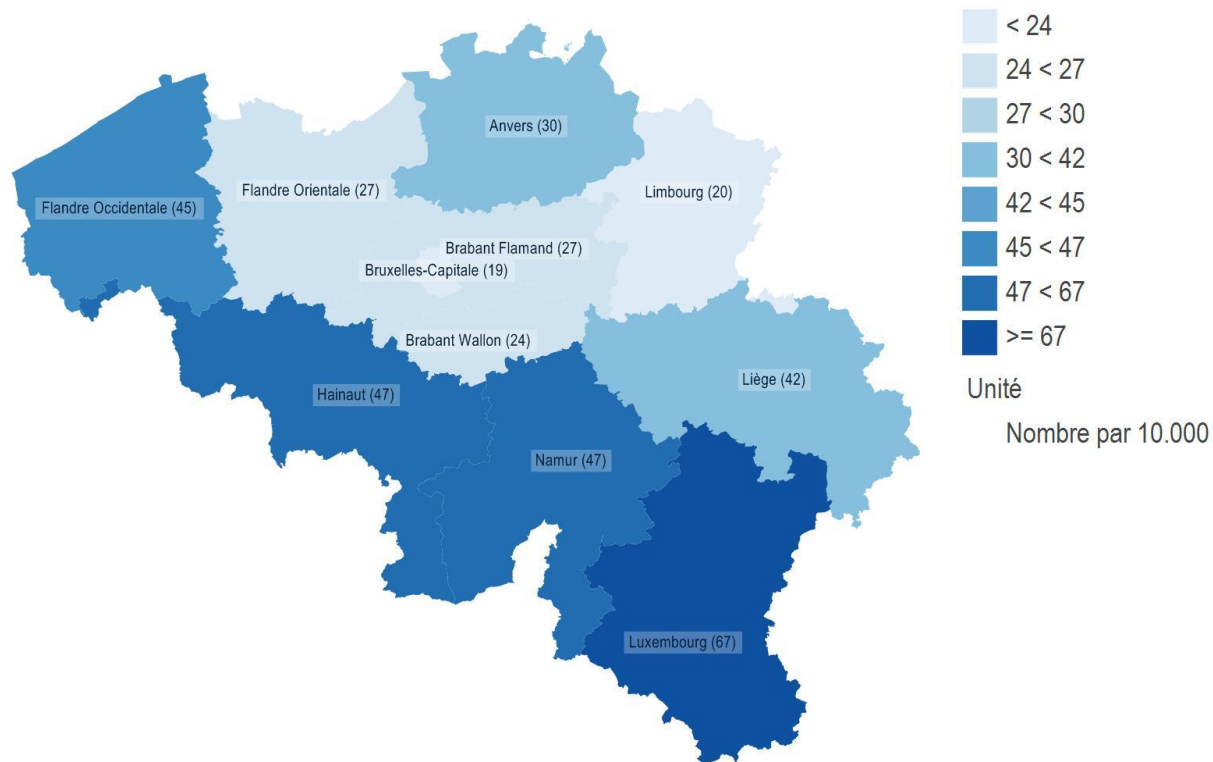 Anvers (30)
Flandre Orientale (27)
Limbourg (20)
Flandre Occidentale (45)
Brabant Flamand (27)
Bruxelles-Capitale (19)
Brabant Wallon (24)
Liège (42)
Hainaut (47)
Namur (47)
Luxembourg (67)
< 24
24 < 27
27 < 30
30 < 42
42 < 45
45 < 47
47 < 67
>= 67
Unité
Nombre par 10.000